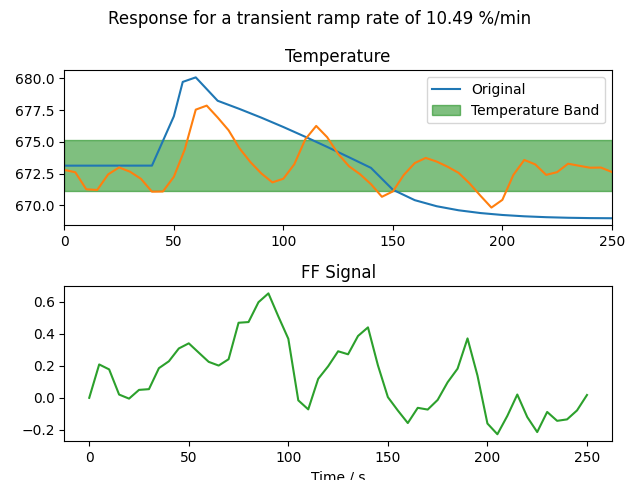 Response for a transient ramp rate of 10.49 %/min
Temperature
680.0
677.5
675.0
672.5
670.0
Original
Temperature Band
0 50 100 150 200 250
FF Signal
0.6
0.4
0.2
0.0
−0.2
0 50 100 150 200 250
Time / s